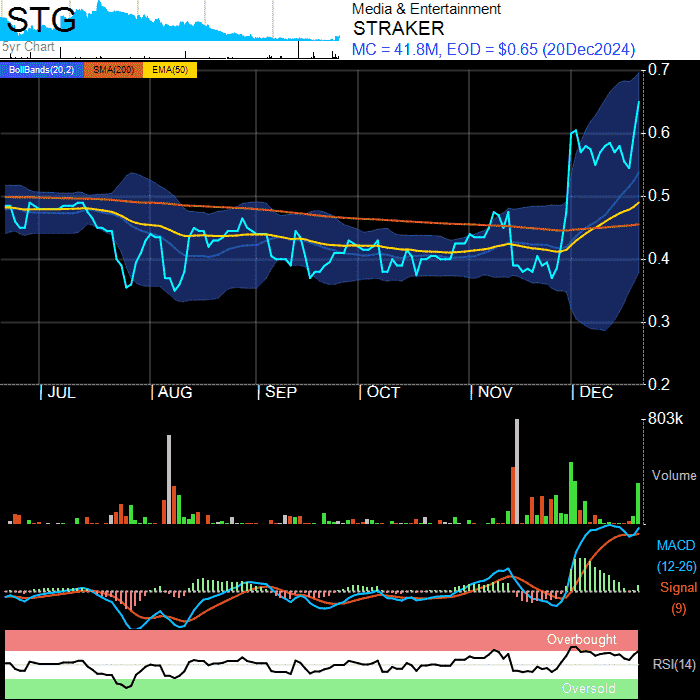 STG
5yr Chart
Media & Entertainment
STRAKER
MC = 41.8M, EOD = $0.65 (20Dec2024)
BollBands(20,2) SMA(200) EMA(50)
0.7
0.6
0.5
0.4
0.3
0.2
JUL AUG SEP OCT NOV DEC
803k
Volume
MACD
(12-26)
Signal
(9)
Overbought
RSI(14)
Oversold